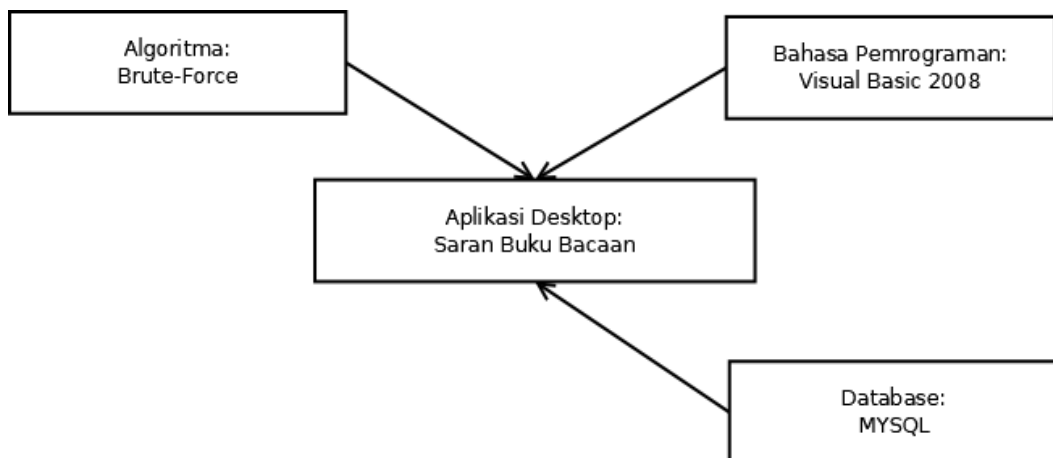 Algoritma:
Brute-Force
Bahasa Pemrograman:
Visual Basic 2008
Aplikasi Desktop:
Saran Buku Bacaan
Database:
MYSQL